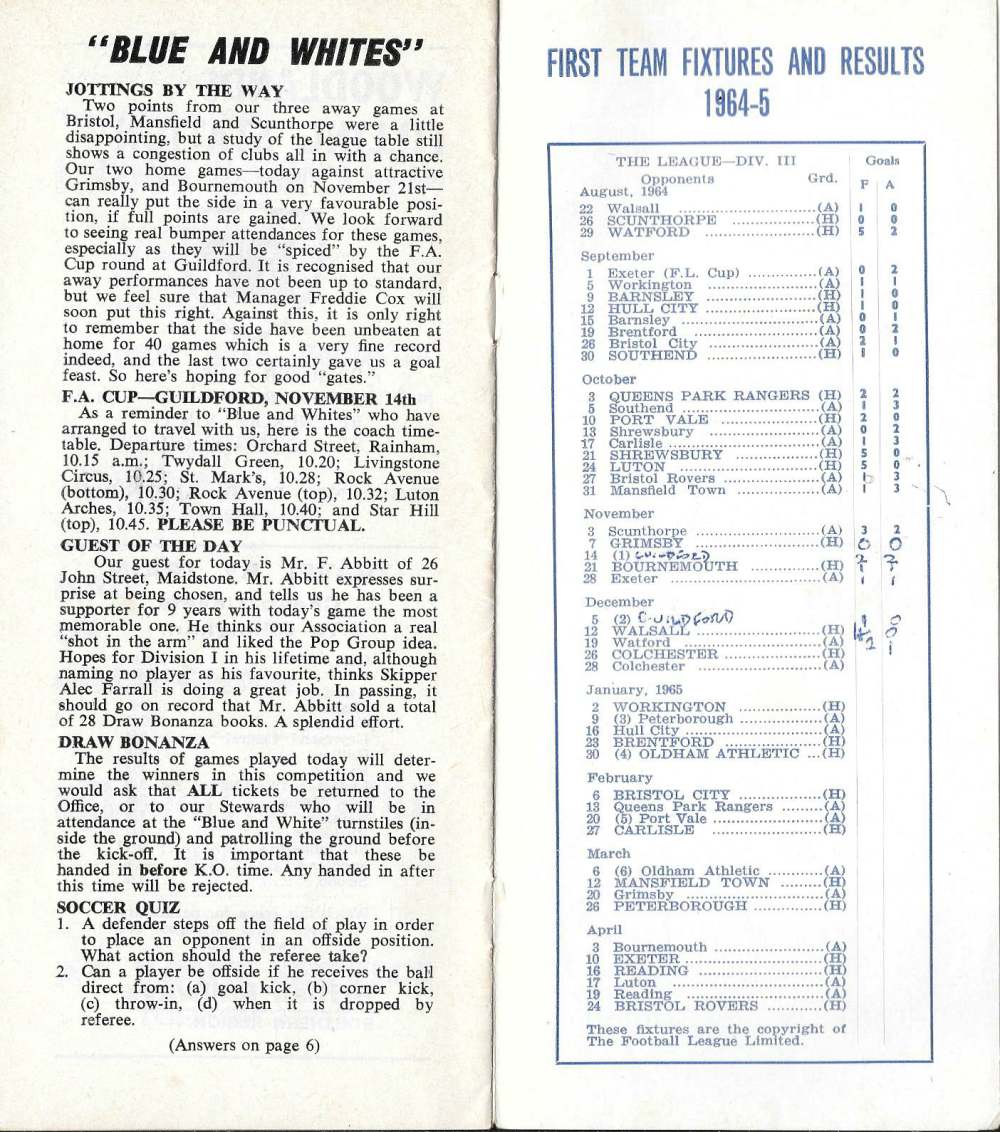 "BLUE AND WHITES"
JOTTINGS BY THE WAY
Two points from our three away games at
Bristol, Mansfield and Scunthorpe were a little
disappointing, but a study of the league table still
shows a congestion of clubs all in with a chance.
Our two home games—today against attractive
Grimsby, and Bournemouth on November 21st—
can really put the side in a very favourable posi-
tion, if full points are gained. We look forward
to seeing real bumper attendances for these games,
especially as they will be "spiced" by the F.A.
Cup round at Guildford. It is recognised that our
away performances have not been up to standard,
but we feel sure that Manager Freddie Cox will
soon put this right. Against this, it is only right
to remember that the side have been unbeaten at
home for 40 games which is a very fine record
indeed, and the last two certainly gave us a goal
feast. So here's hoping for good "gates."
F.A. CUP—GUILDFORD, NOVEMBER 14th
As a reminder to "Blue and Whites" who have
arranged to travel with us, here is the coach time-
table. Departure times: Orchard Street, Rainham,
10.15 a.m.; Twydall Green, 10.20; Livingstone
Circus, 10.25; St. Mark's, 10.28; Rock Avenue
(bottom), 10.30; Rock Avenue (top), 10.32; Luton
Arches, 10.35; Town Hall, 10.40; and Star Hill
(top), 10.45. PLEASE BE PUNCTUAL.
GUEST OF THE DAY
Our guest for today is Mr. F. Abbitt of 26
John Street, Maidstone. Mr. Abbitt expresses sur-
prise at being chosen, and tells us he has been a
supporter for 9 years with today's game the most
memorable one. He thinks our Association a real
"shot in the arm" and liked the Pop Group idea.
Hopes for Division I in his lifetime and, although
naming no player as his favourite, thinks Skipper
Alec Farrall is doing a great job. In passing, it
should go on record that Mr. Abbitt sold a total
of 28 Draw Bonanza books. A splendid effort.
DRAW BONANZA
The results of games played today will deter-
mine the winners in this competition and we
would ask that ALL tickets be returned to the
Office, or to our Stewards who will be in
attendance at the "Blue and White" turnstiles (in-
side the ground) and patrolling the ground before
the kick-off. It is important that these be
handed in before K.O. time. Any handed in after
this time will be rejected.
SOCCER QUIZ
1. A defender steps off the field of play in order
to place an opponent in an offside position.
What action should the referee take?
2. Can a player be offside if he receives the ball
direct from: (a) goal kick, (b) corner kick,
(c) throw-in, (d) when it is dropped by
referee.
(Answers on page 6)
FIRST TEAM FIXTURES AND RESULTS
1964-5
THE LEAGUE—DIV. III Goals
Opponents Grd. F A
August, 1964
22 Walsall (A) 1 0
26 SCUNTHORPE (H) 0 0
29 WATFORD (H) 5 2
September
1 Exeter (F.L. Cup) (A) 0 2
5 Workington (A) 1 1
9 BARNSLEY (H) 1 0
12 HULL CITY (H) 1 0
15 Barnsley (A) 0 1
19 Brentford (A) 0 2
26 Bristol City (A) 2 1
30 SOUTHEND (H) 1 0
October
3 QUEENS PARK RANGERS (H) 2 2
5 Southend (A) 1 3
10 PORT VALE (H) 2 0
13 Shrewsbury (A) 0 2
17 Carlisle (A) 1 3
21 SHREWSBURY (H) 5 0
24 LUTON (H) 5 0
27 Bristol Rovers (A) 1 3
31 Mansfield Town (A) 1 3
November
3 Scunthorpe (A) 3 2
7 GRIMSBY (H) 0 0
14 (1) GUILDFORD
21 BOURNEMOUTH (H)
28 Exeter (A) 1 1
December
5 (2) GUILDFORD 1 0
12 WALSALL (H) 4 0
19 Watford (A) 2 1
26 COLCHESTER (H)
28 Colchester (A)
January, 1965
2 WORKINGTON (H)
9 (3) Peterborough (A)
16 Hull City (A)
23 BRENTFORD (H)
30 (4) OLDHAM ATHLETIC (H)
February
6 BRISTOL CITY (H)
13 Queens Park Rangers (A)
20 (5) Port Vale (A)
27 CARLISLE (H)
March
6 (6) Oldham Athletic (A)
12 MANSFIELD TOWN (H)
20 Grimsby (A)
26 PETERBOROUGH (H)
April
3 Bournemouth (A)
10 EXETER (H)
16 READING (H)
17 Luton (A)
19 Reading (A)
24 BRISTOL ROVERS (H)
These fixtures are the copyright of
The Football League Limited.